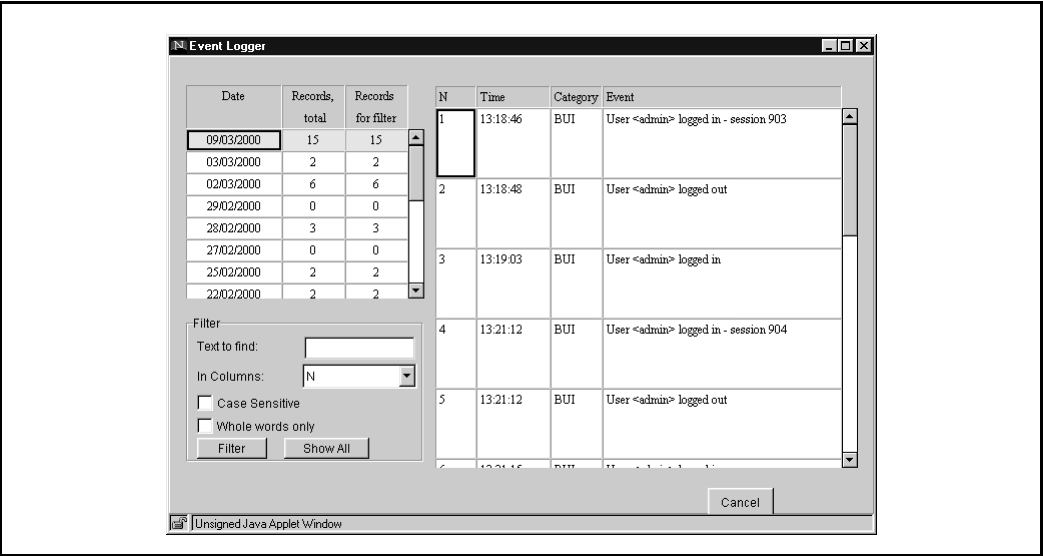 N Event Logger
Date Records, total Records for filter
09/03/2000 15 15
03/03/2000 2 2
02/03/2000 6 6
29/02/2000 0 0
28/02/2000 3 3
27/02/2000 0 0
25/02/2000 2 2
22/02/2000 2 2
Filter
Text to find:
In Columns: N
Case Sensitive
Whole words only
Filter Show All
N Time Category Event
1 13:18:46 BUI User <admin> logged in - session 903
2 13:18:48 BUI User <admin> logged out
3 13:19:03 BUI User <admin> logged in
4 13:21:12 BUI User <admin> logged in - session 904
5 13:21:12 BUI User <admin> logged out
Cancel
Unsigned Java Applet Window